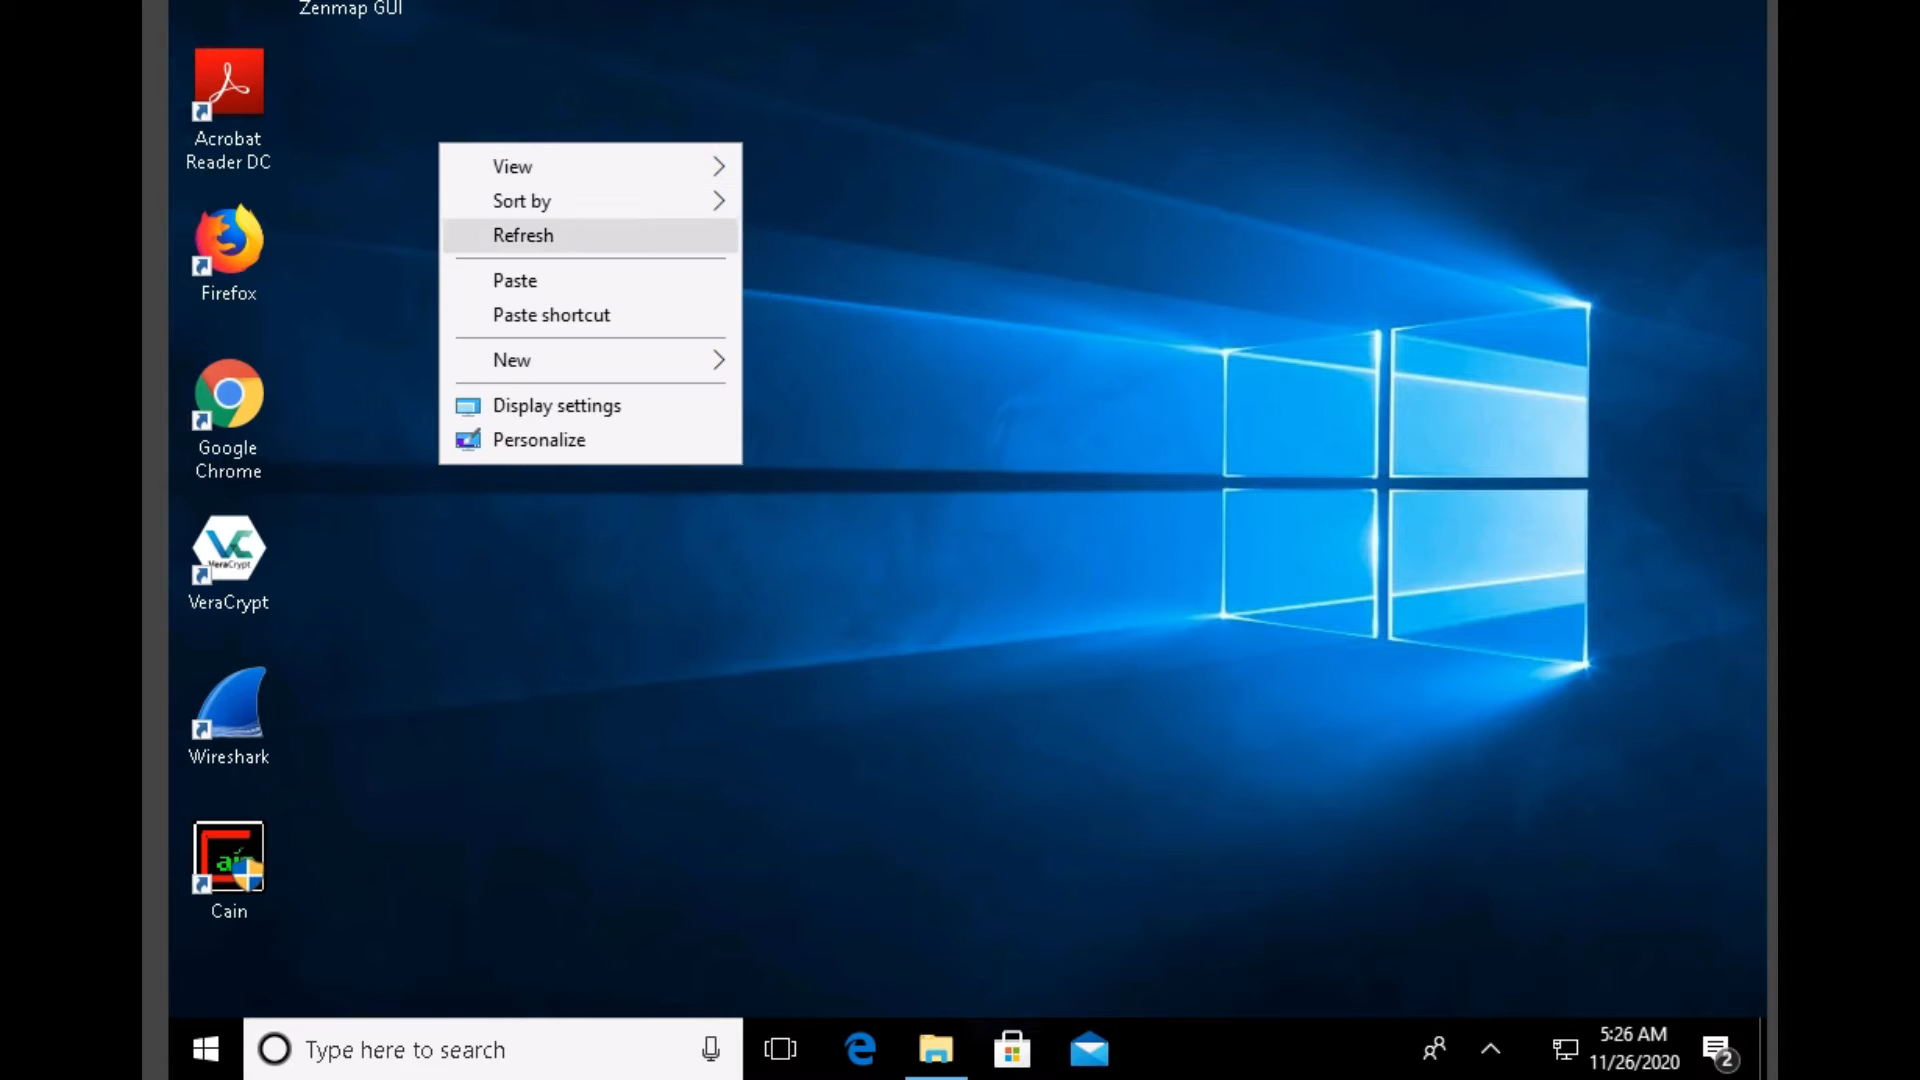 Zenmap GUI
Acrobat
Reader DC
Firefox
Google
Chrome
VeraCrypt
VeraCrypt
Wireshark
Cain
View
Sort by
Refresh
Paste
Paste shortcut
New
Display settings
Personalize
Type here to search
5:26 AM
11/26/2020
2